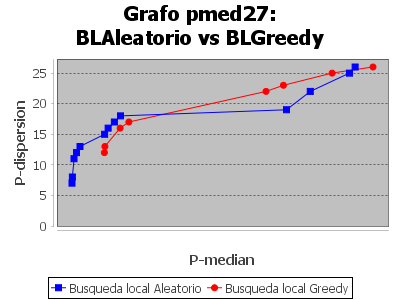 Grafo pmed27:
BLAleatorio vs BLGreedy
P-dispersion
25
20
15
10
5
0
P-median
Busqueda local Aleatorio
Busqueda local Greedy